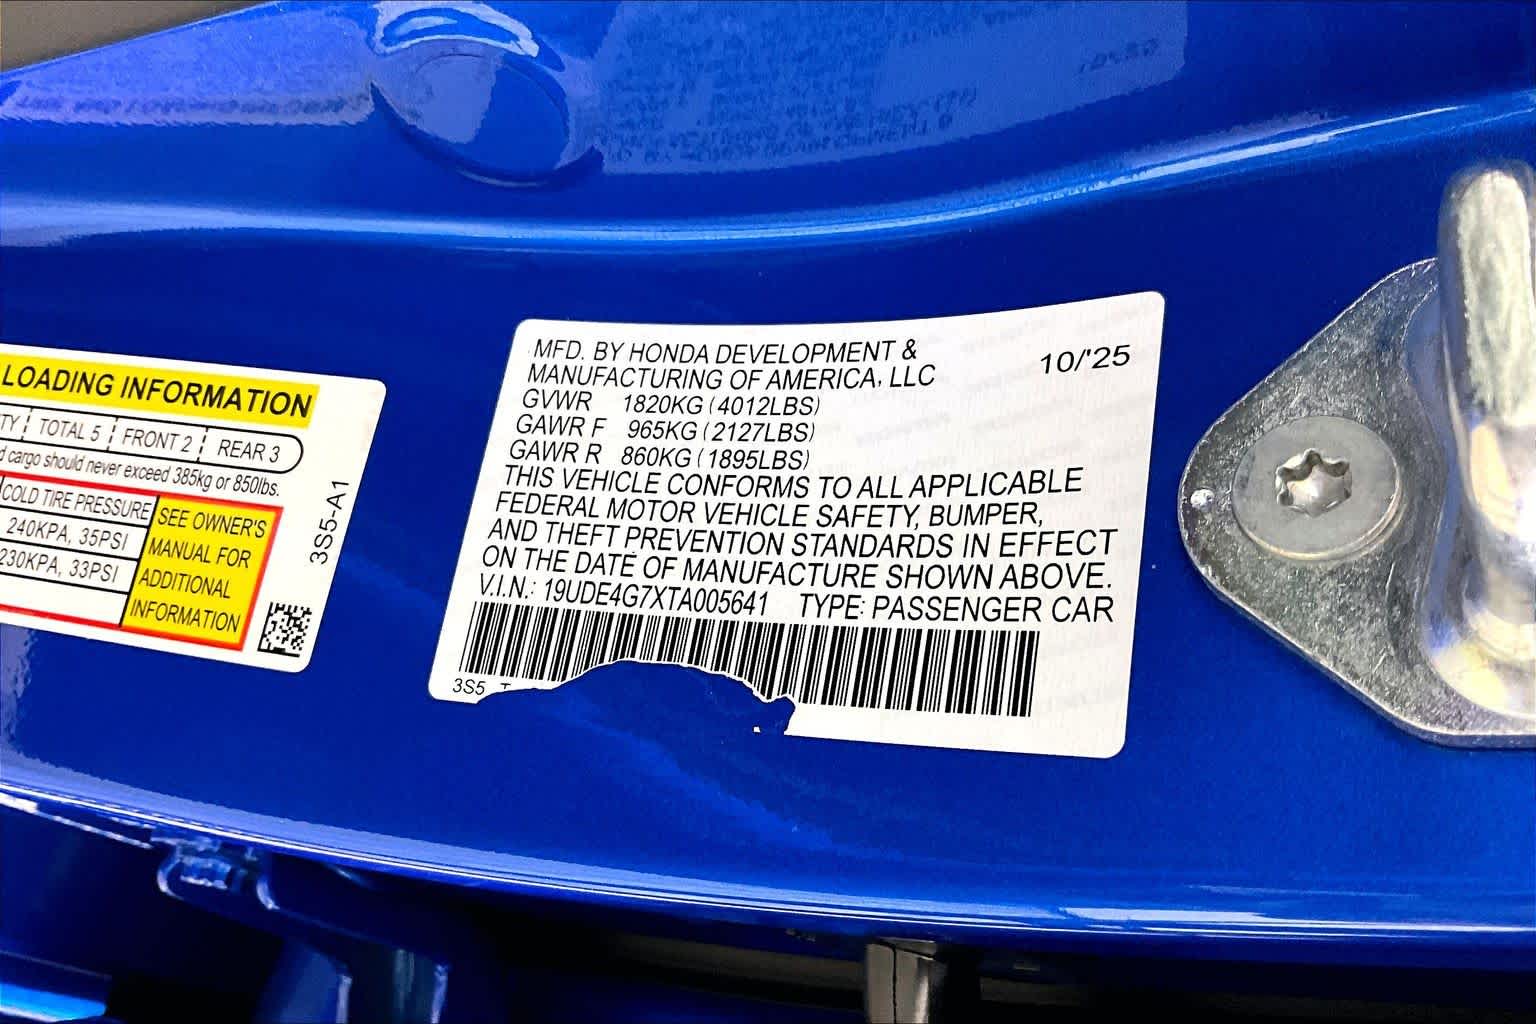 LOADING INFORMATION
TY TOTAL 5 FRONT 2 REAR 3
d cargo should never exceed 385kg or 850lbs.
COLD TIRE PRESSURE
240KPA, 35PSI
230KPA, 33PSI
SEE OWNER'S
MANUAL FOR
ADDITIONAL
INFORMATION
3S5-A1
MFD. BY HONDA DEVELOPMENT &
MANUFACTURING OF AMERICA, LLC 10/'25
GVWR 1820KG (4012LBS)
GAWR F 965KG (2127LBS)
GAWR R 860KG (1895LBS)
THIS VEHICLE CONFORMS TO ALL APPLICABLE
FEDERAL MOTOR VEHICLE SAFETY, BUMPER,
AND THEFT PREVENTION STANDARDS IN EFFECT
ON THE DATE OF MANUFACTURE SHOWN ABOVE.
V.I.N.: 19UDE4G7XTA005641 TYPE: PASSENGER CAR
3S5